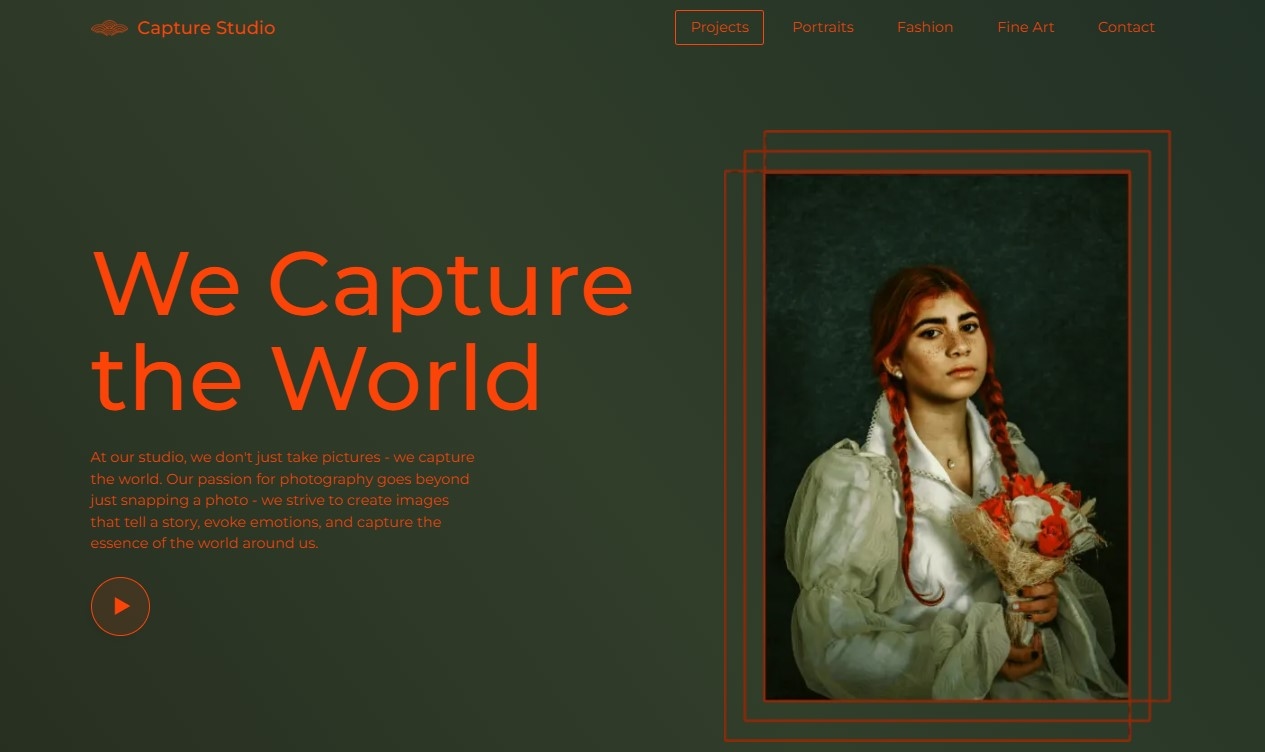 Capture Studio
Projects
Portraits
Fashion
Fine Art
Contact
We Capture
the World
At our studio, we don't just take pictures - we capture
the world. Our passion for photography goes beyond
just snapping a photo - we strive to create images
that tell a story, evoke emotions, and capture the
essence of the world around us.